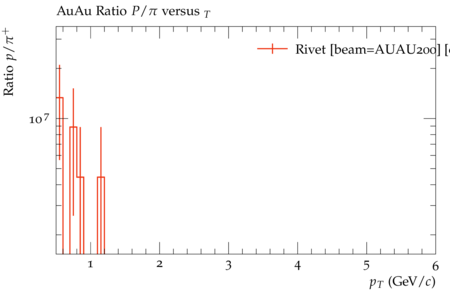 AuAu Ratio P/π versus T
Ratio p/π⁺
Rivet [beam=AUAU200] [
10⁷
1 2 3 4 5 6
pT (GeV/c)